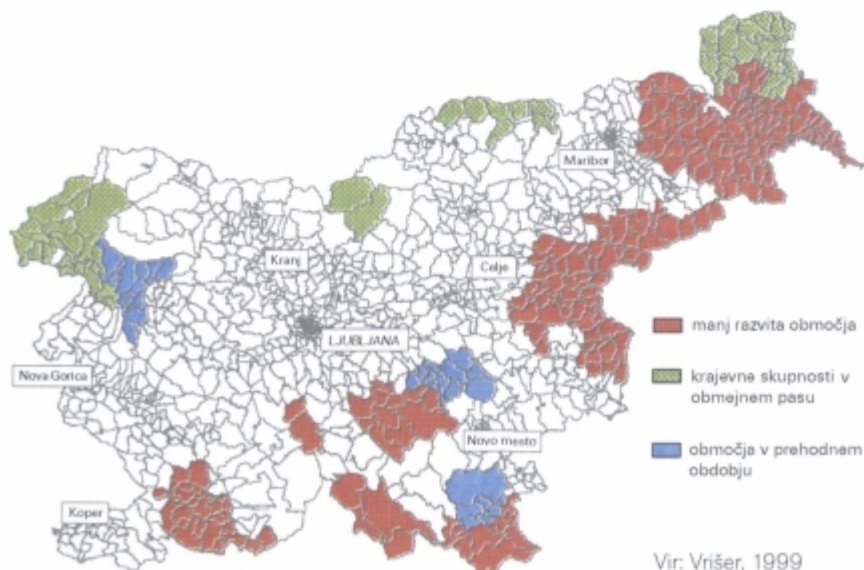 Maribor
Kranj
Celje
LJUBLJANA
Nova Gorica
Novo mesto
Koper
manj razvita območja
krajevne skupnosti v
obmejnem pasu
območja v prehodnem
obdobju
Vir: Vrišer, 1999